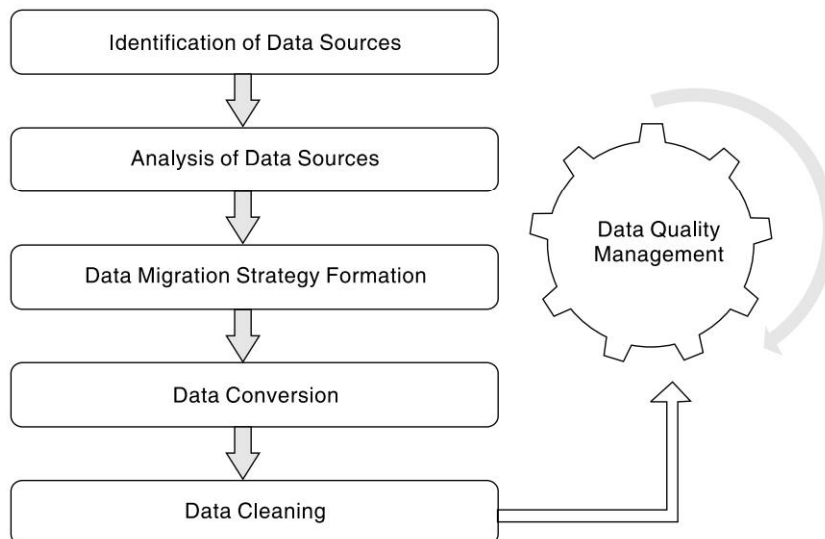 Identification of Data Sources
Analysis of Data Sources
Data Migration Strategy Formation
Data Conversion
Data Cleaning
Data Quality
Management